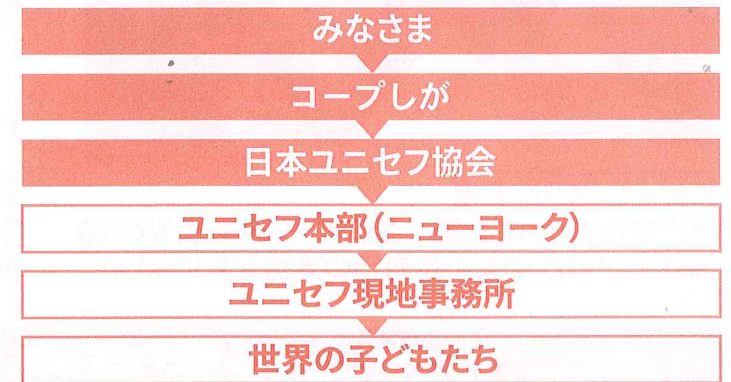 みなさま
コープしが
日本ユニセフ協会
ユニセフ本部(ニューヨーク)
ユニセフ現地事務所
世界の子どもたち